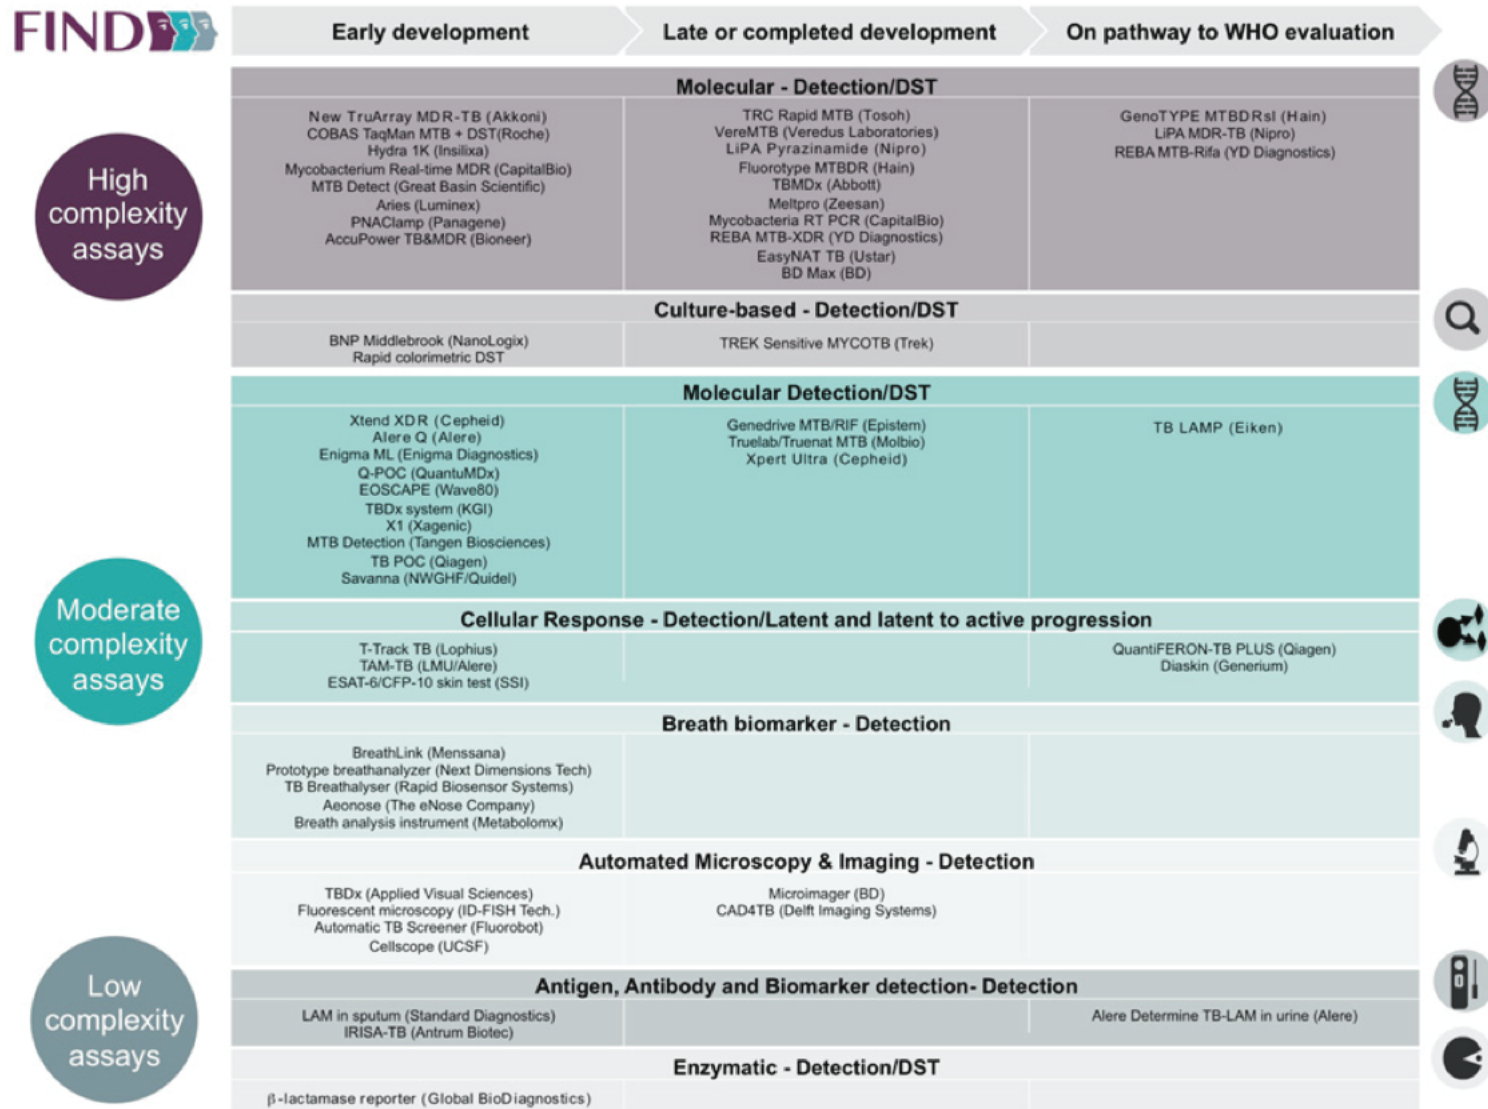 FIND
Early development
Late or completed development
On pathway to WHO evaluation
High
complexity
assays
Molecular - Detection/DST
New TruArray MDR-TB (Akkoni)
COBAS TaqMan MTB + DST(Roche)
Hydra 1K (Insilixa)
Mycobacterium Real-time MDR (CapitalBio)
MTB Detect (Great Basin Scientific)
Aries (Luminex)
PNAClamp (Panagene)
AccuPower TB&MDR (Bioneer)
TRC Rapid MTB (Tosoh)
VereMTB (Veredus Laboratories)
LiPA Pyrazinamide (Nipro)
Fluorotype MTBDR (Hain)
TBMDx (Abbott)
Meltpro (Zeesan)
Mycobacteria RT PCR (CapitalBio)
REBA MTB-XDR (YD Diagnostics)
EasyNAT TB (Ustar)
BD Max (BD)
GenoTYPE MTBDRsl (Hain)
LiPA MDR-TB (Nipro)
REBA MTB-Rifa (YD Diagnostics)
Culture-based - Detection/DST
BNP Middlebrook (NanoLogix)
Rapid colorimetric DST
TREK Sensitive MYCOTB (Trek)
Moderate
complexity
assays
Molecular Detection/DST
Xtend XDR (Cepheid)
Alere Q (Alere)
Enigma ML (Enigma Diagnostics)
Q-POC (QuantuMDx)
EOSCAPE (Wave80)
TBDx system (KGI)
X1 (Xagenic)
MTB Detection (Tangen Biosciences)
TB POC (Qiagen)
Savanna (NWGHF/Quidel)
Genedrive MTB/RIF (Epistem)
Truelab/Truenat MTB (Molbio)
Xpert Ultra (Cepheid)
TB LAMP (Eiken)
Cellular Response - Detection/Latent and latent to active progression
T-Track TB (Lophius)
TAM-TB (LMU/Alere)
ESAT-6/CFP-10 skin test (SSI)
QuantiFERON-TB PLUS (Qiagen)
Diaskin (Generium)
Breath biomarker - Detection
BreathLink (Menssana)
Prototype breathanalyzer (Next Dimensions Tech)
TB Breathalyser (Rapid Biosensor Systems)
Aeonose (The eNose Company)
Breath analysis instrument (Metabolomx)
Automated Microscopy & Imaging - Detection
TBDx (Applied Visual Sciences)
Fluorescent microscopy (ID-FISH Tech.)
Automatic TB Screener (Fluorobot)
Cellscope (UCSF)
Microimager (BD)
CAD4TB (Delft Imaging Systems)
Low
complexity
assays
Antigen, Antibody and Biomarker detection- Detection
LAM in sputum (Standard Diagnostics)
IRISA-TB (Antrum Biotec)
Alere Determine TB-LAM in urine (Alere)
Enzymatic - Detection/DST
β-lactamase reporter (Global BioDiagnostics)